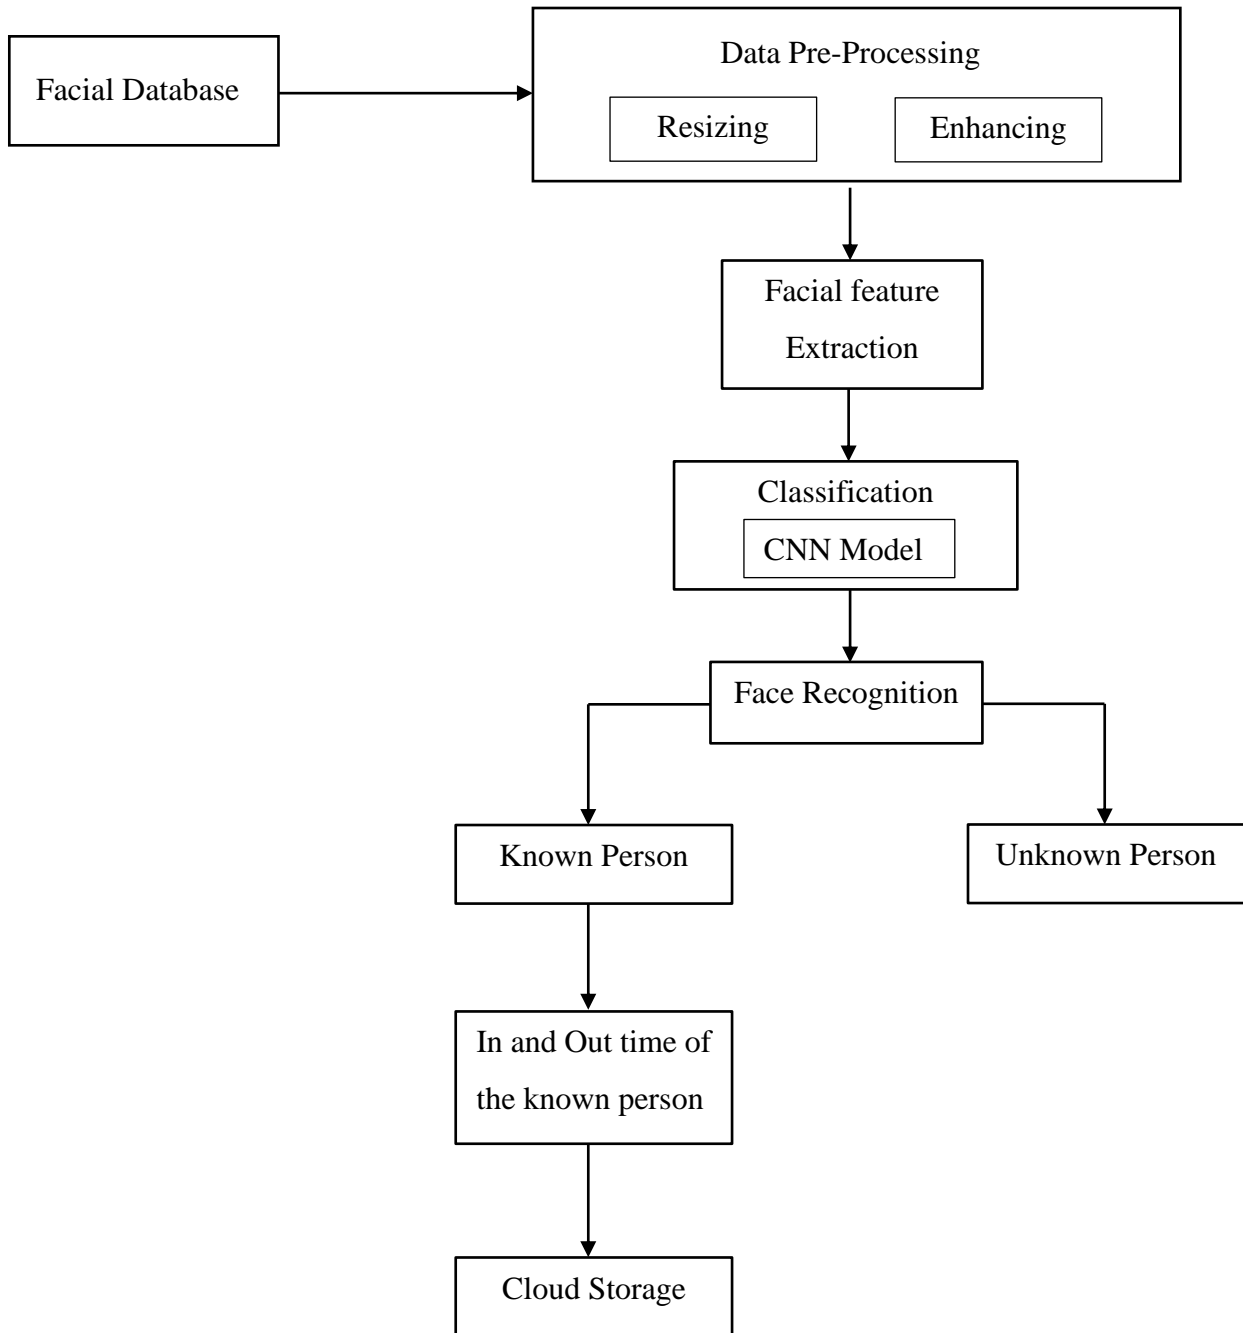 Facial Database
Data Pre-Processing
Resizing
Enhancing
Facial feature
Extraction
Classification
CNN Model
Face Recognition
Known Person
Unknown Person
In and Out time of
the known person
Cloud Storage